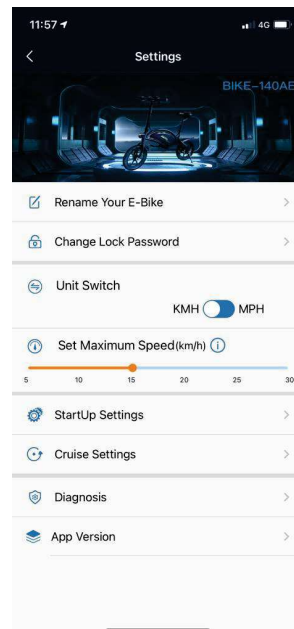 11:57
4G
Settings
BIKE-140AE
Rename Your E-Bike
Change Lock Password
Unit Switch
KMH MPH
Set Maximum Speed(km/h) i
5 10 15 20 25 30
StartUp Settings
Cruise Settings
Diagnosis
App Version